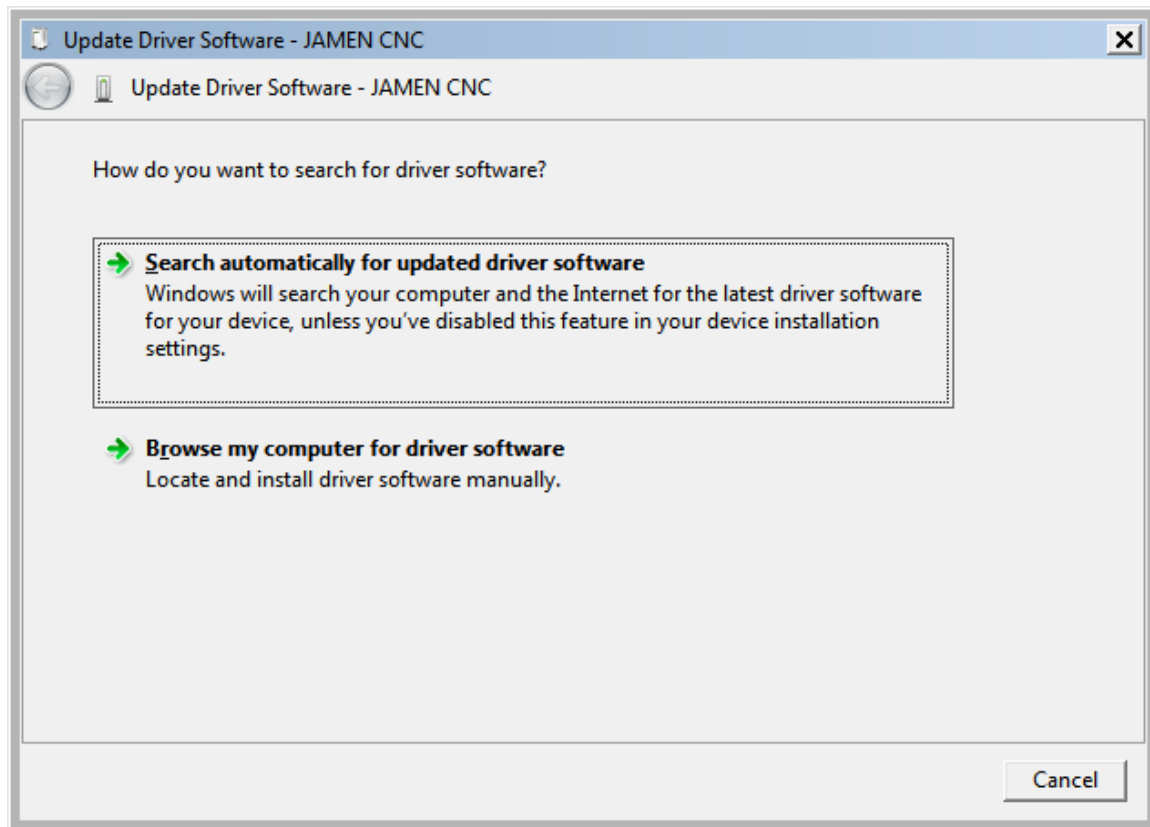 Update Driver Software - JAMEN CNC
Update Driver Software - JAMEN CNC
How do you want to search for driver software?
Search automatically for updated driver software
Windows will search your computer and the Internet for the latest driver software
for your device, unless you've disabled this feature in your device installation
settings.
Browse my computer for driver software
Locate and install driver software manually.
Cancel